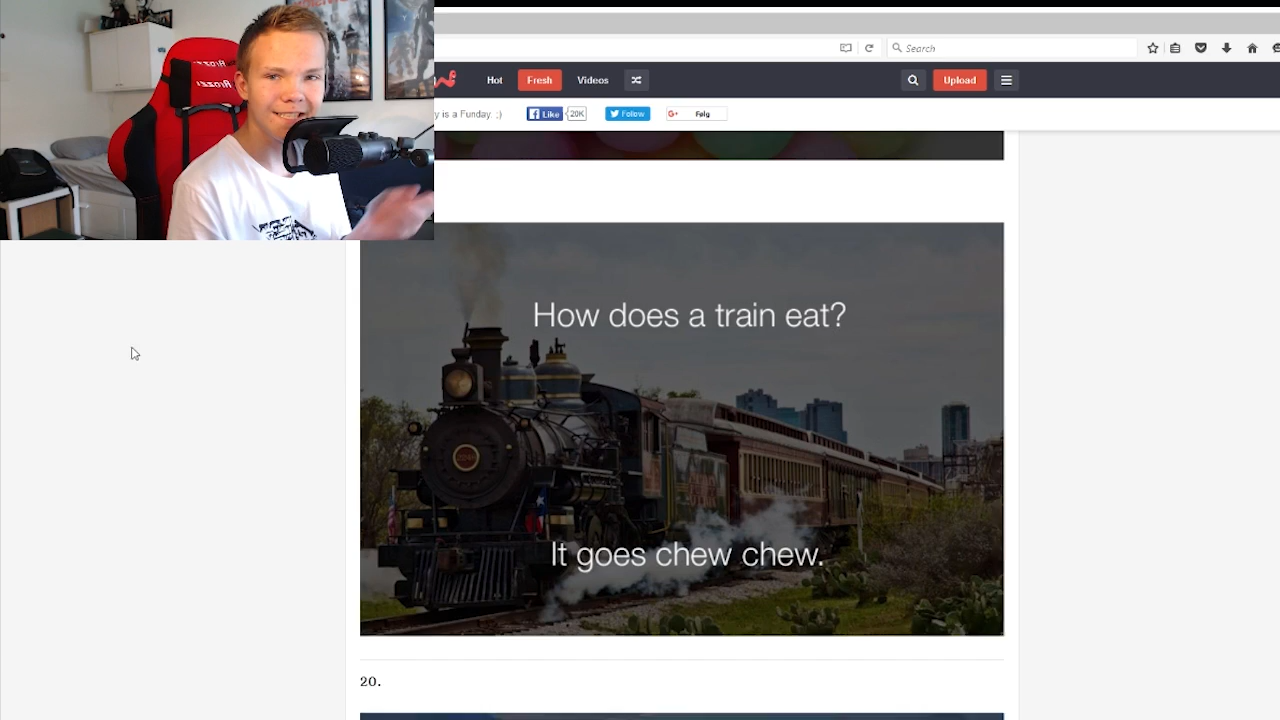 Search
Hot
Fresh
Videos
Upload
y is a Funday. ;)
Like
20K
Follow
G+
Følg
How does a train eat?
It goes chew chew.
20.